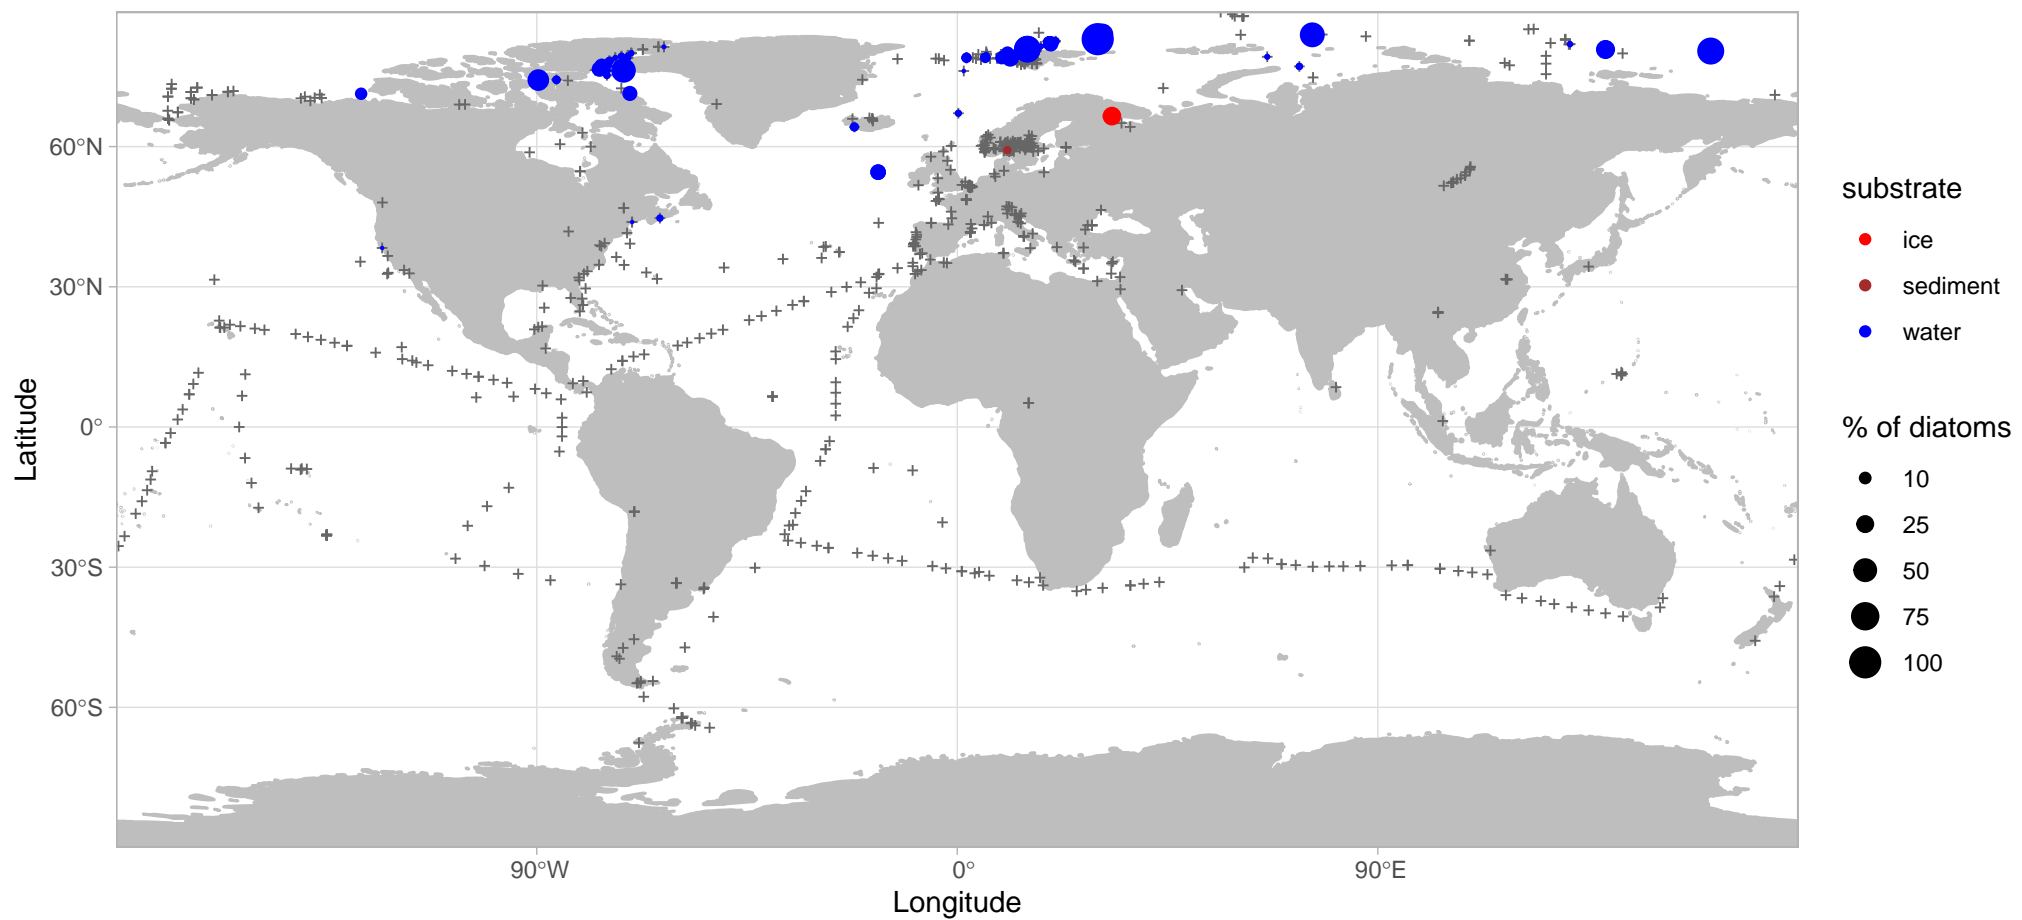 60°N
30°N
0°
30°S
60°S
Latitude
90°W
0°
90°E
Longitude
substrate
ice
sediment
water
% of diatoms
10
25
50
75
100